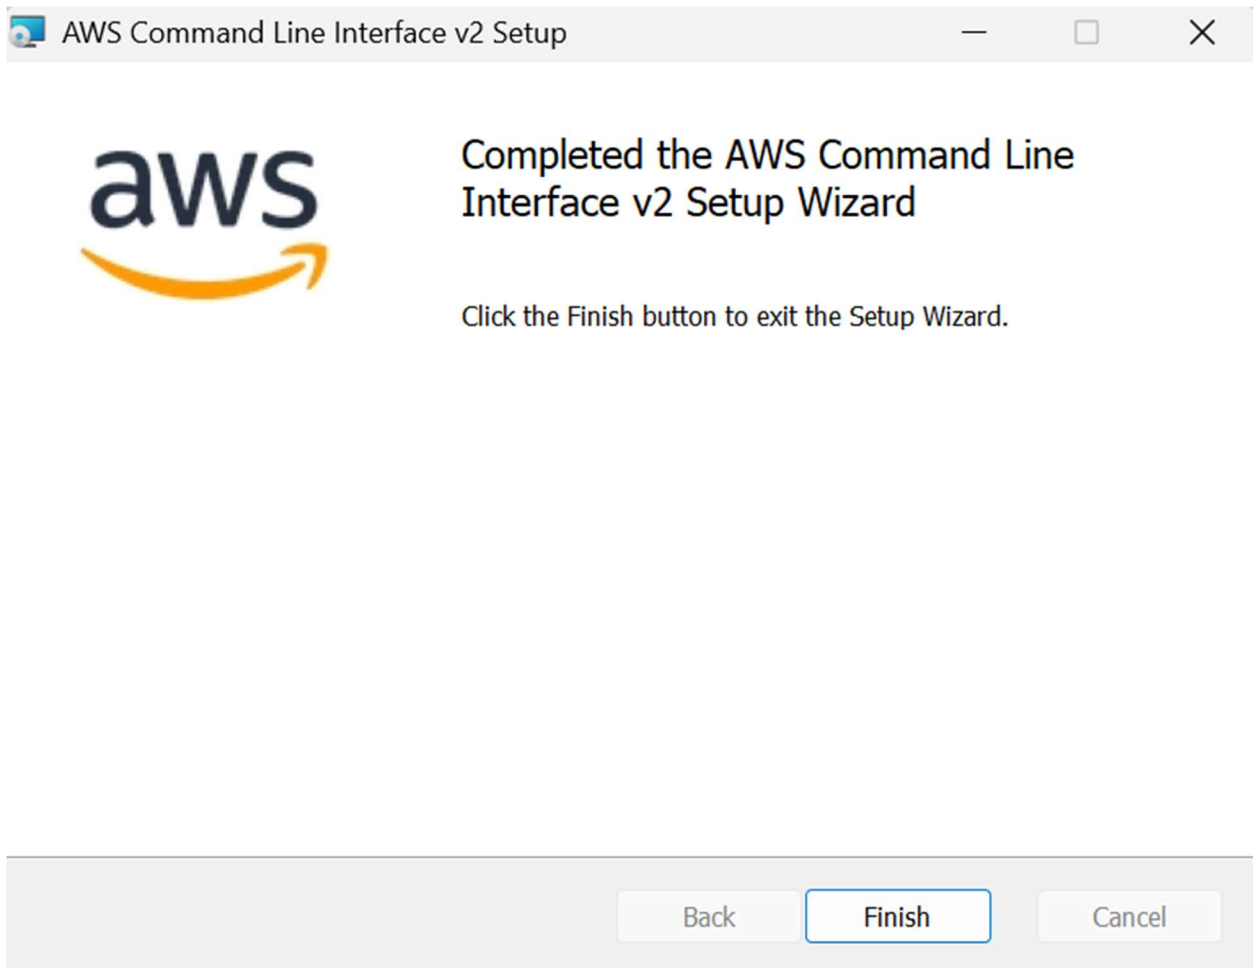 AWS Command Line Interface v2 Setup
aws
Completed the AWS Command Line
Interface v2 Setup Wizard
Click the Finish button to exit the Setup Wizard.
Back
Finish
Cancel